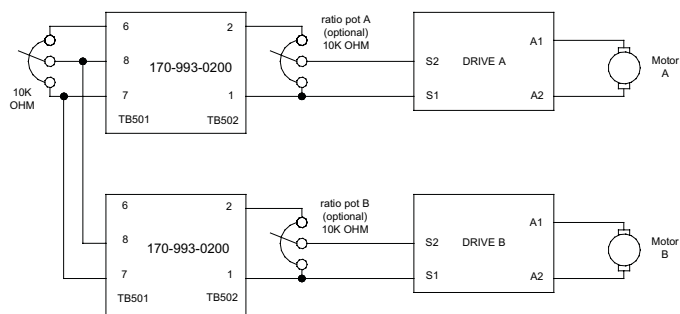 6
8
7
10K
OHM
170-993-0200
2
1
TB501
TB502
ratio pot A
(optional)
10K OHM
S2
S1
DRIVE A
A1
A2
Motor
A
6
8
7
170-993-0200
2
1
TB501
TB502
ratio pot B
(optional)
10K OHM
S2
S1
DRIVE B
A1
A2
Motor
B